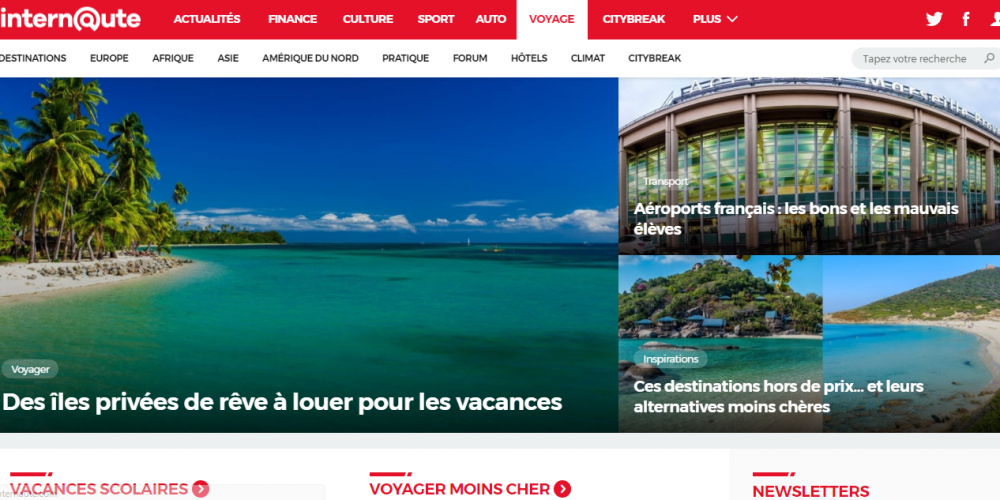 intern@ute ACTUALITÉS FINANCE CULTURE SPORT AUTO VOYAGE CITYBREAK PLUS
DESTINATIONS EUROPE AFRIQUE ASIE AMÉRIQUE DU NORD PRATIQUE FORUM HÔTELS CLIMAT CITYBREAK Tapez votre recherche
Marseille
Transport
Aéroports français : les bons et les mauvais
élèves
Voyager
Des îles privées de rêve à louer pour les vacances
Inspirations
Ces destinations hors de prix... et leurs
alternatives moins chères
VACANCES SCOLAIRES
VOYAGER MOINS CHER
NEWSLETTERS